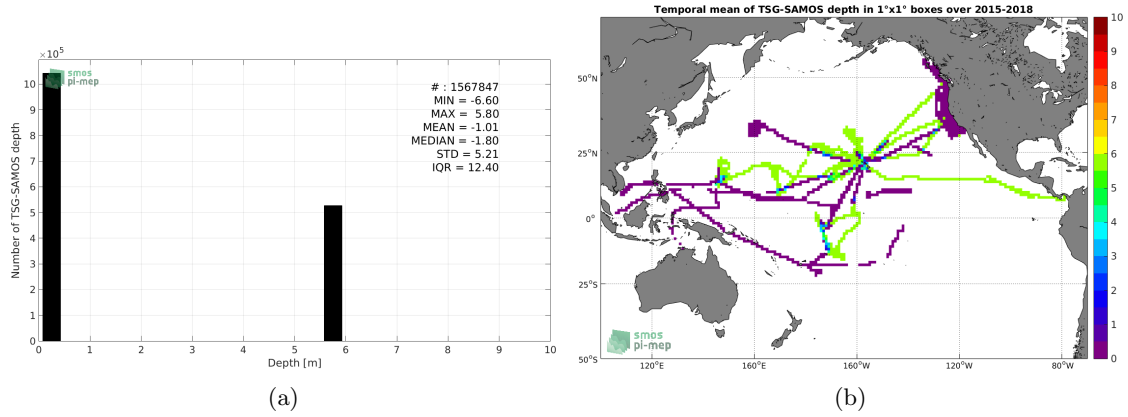 ×10⁵
smos
pi-mep
# : 1567847
MIN = -6.60
MAX = 5.80
MEAN = -1.01
MEDIAN = -1.80
STD = 5.21
IQR = 12.40
Number of TSG-SAMOS depth
10
9
8
7
6
5
4
3
2
1
0
0 1 2 3 4 5 6 7 8 9 10
Depth [m]
(a)
Temporal mean of TSG-SAMOS depth in 1°x1° boxes over 2015-2018
50°N
25°N
0°
25°S
50°S
120°E 160°E 160°W 120°W 80°W
smos
pi-mep
10
9
8
7
6
5
4
3
2
1
0
(b)